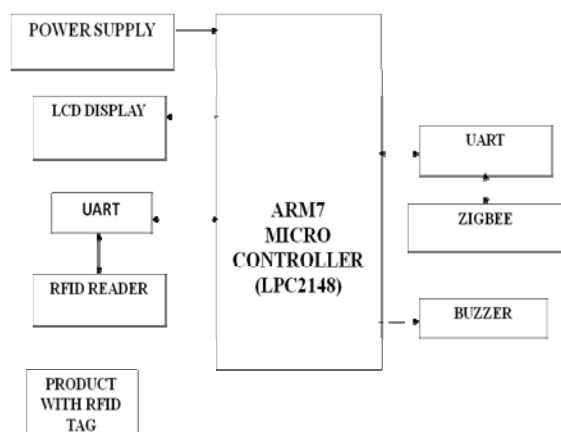 POWER SUPPLY
LCD DISPLAY
UART
RFID READER
PRODUCT
WITH RFID
TAG
ARM7
MICRO
CONTROLLER
(LPC2148)
UART
ZIGBEE
BUZZER